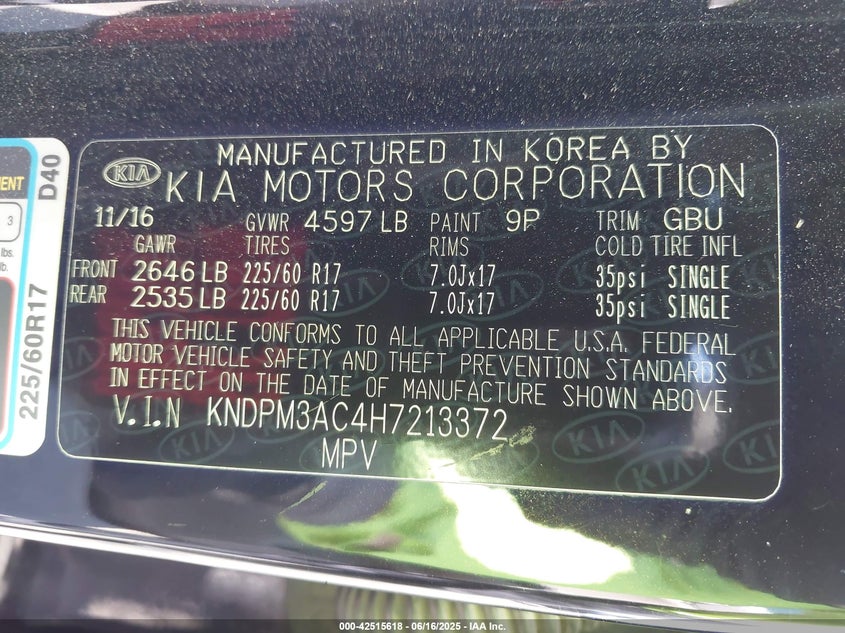 MANUFACTURED IN KOREA BY
KIA KIA MOTORS CORPORATION
11/16 GVWR 4597 LB PAINT 9P TRIM GBU
GAWR TIRES RIMS COLD TIRE INFL
FRONT 2646 LB 225/60 R17 7.0Jx17 35psi SINGLE
REAR 2535 LB 225/60 R17 7.0Jx17 35psi SINGLE
THIS VEHICLE CONFORMS TO ALL APPLICABLE U.S.A. FEDERAL
MOTOR VEHICLE SAFETY AND THEFT PREVENTION STANDARDS
IN EFFECT ON THE DATE OF MANUFACTURE SHOWN ABOVE.
V.I.N KNDPM3AC4H7213372
MPV
D40
225/60R17
3
lbs.
lb.
000-42515618 - 06/16/2025 - IAA Inc.